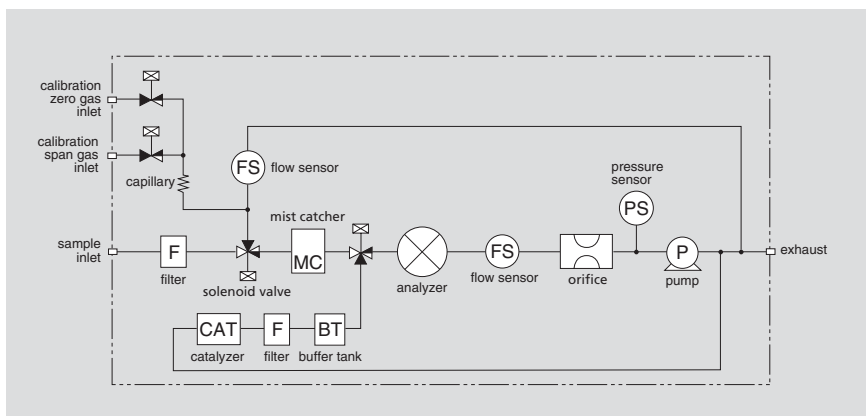 calibration
zero gas
inlet
calibration
span gas
inlet
capillary
FS
flow sensor
pressure
sensor
PS
mist catcher
sample
inlet
F
filter
solenoid valve
MC
analyzer
FS
flow sensor
orifice
P
pump
exhaust
CAT
catalyzer
F
filter
BT
buffer tank